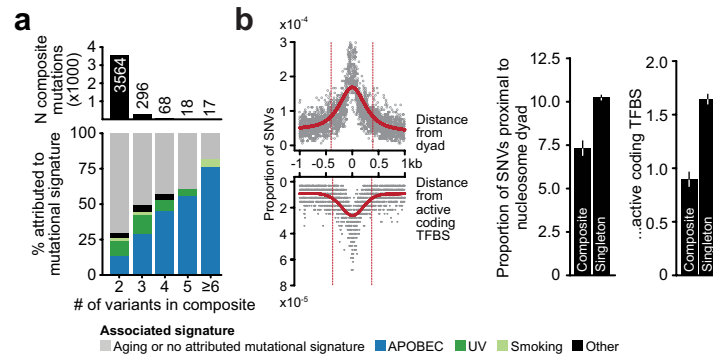 a
N composite
mutations
(x1000)
4
3
2
1
0
3564
296
68
18
17
% attributed to
mutational signature
100
75
50
25
0
2 3 4 5 ≥6
# of variants in composite
b
x10⁻⁴
Proportion of SNVs
3
2
1
0
-1 -0.5 0 0.5 1kb
Distance
from
dyad
0
2
4
6
8
x10⁻⁵
Distance
from
active
coding
TFBS
Proportion of SNVs proximal to
nucleosome dyad
12.5
10.0
7.5
5.0
2.5
0.0
Composite
Singleton
...active coding TFBS
2.0
1.5
1.0
0.5
0.0
Composite
Singleton
Associated signature
Aging or no attributed mutational signature APOBEC UV Smoking Other